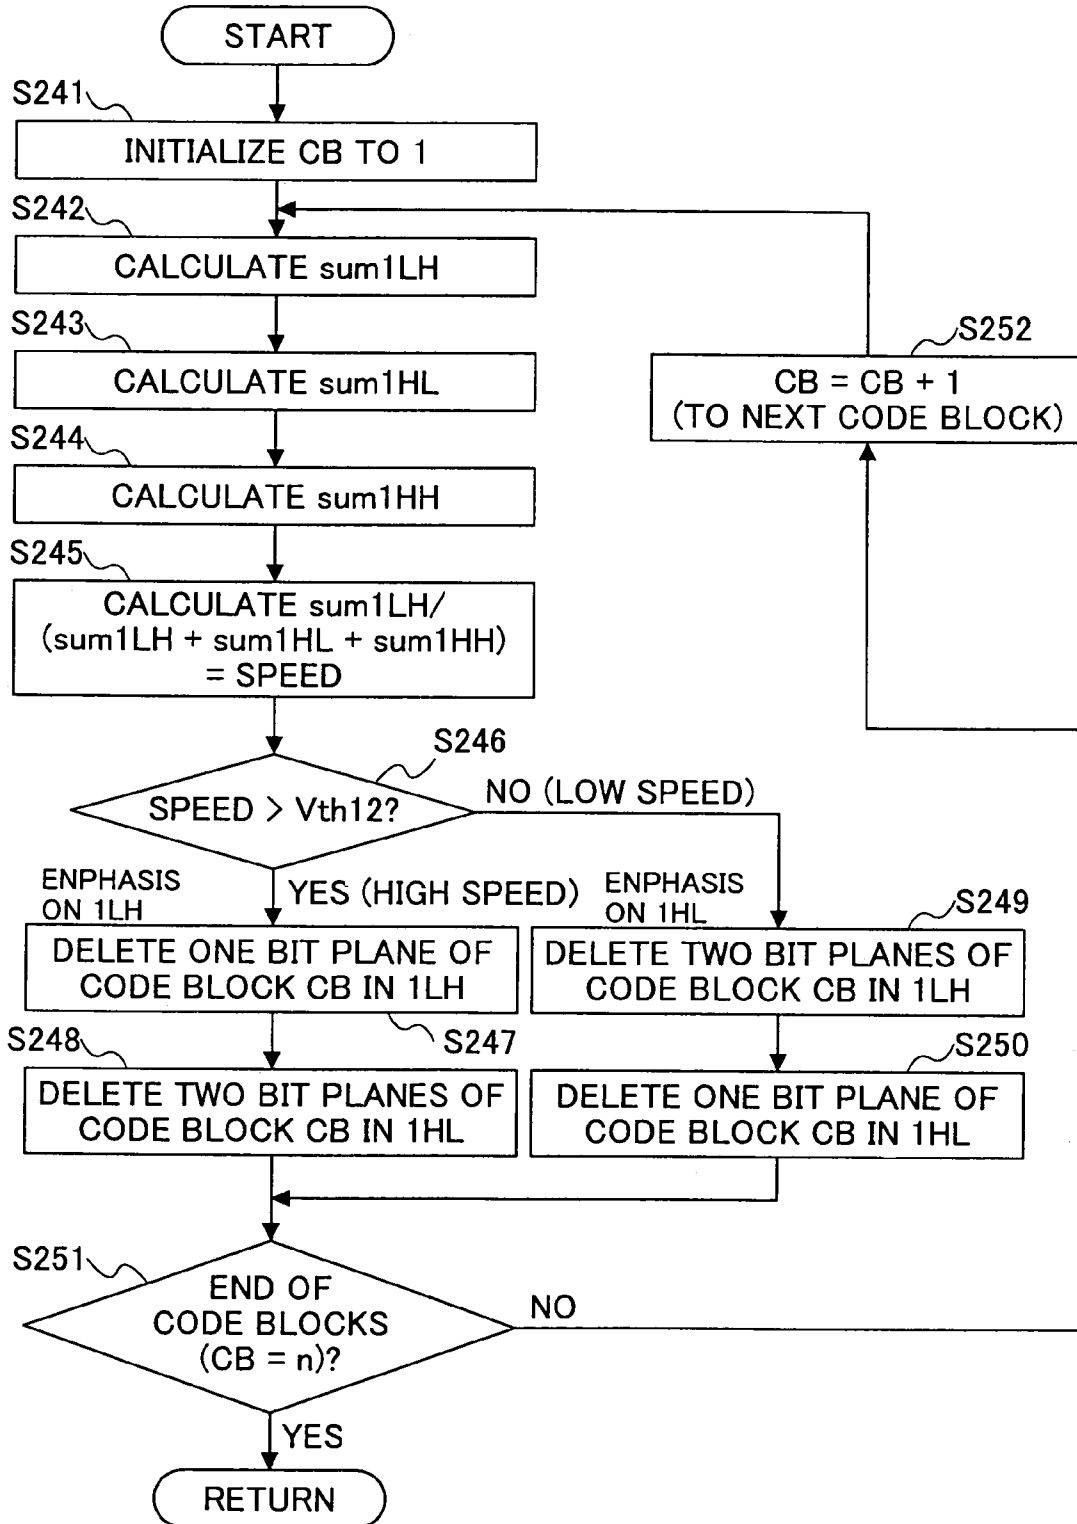 START
S241
INITIALIZE CB TO 1
S242
CALCULATE sum1LH
S243
CALCULATE sum1HL
S252
CB = CB + 1
(TO NEXT CODE BLOCK)
S244
CALCULATE sum1HH
S245
CALCULATE sum1LH/
(sum1LH + sum1HL + sum1HH)
= SPEED
S246
SPEED > Vth12?
NO (LOW SPEED)
YES (HIGH SPEED)
ENPHASIS
ON 1LH
DELETE ONE BIT PLANE OF
CODE BLOCK CB IN 1LH
S247
S248
DELETE TWO BIT PLANES OF
CODE BLOCK CB IN 1HL
ENPHASIS
ON 1HL
S249
DELETE TWO BIT PLANES OF
CODE BLOCK CB IN 1LH
S250
DELETE ONE BIT PLANE OF
CODE BLOCK CB IN 1HL
S251
END OF
CODE BLOCKS
(CB = n)?
NO
YES
RETURN